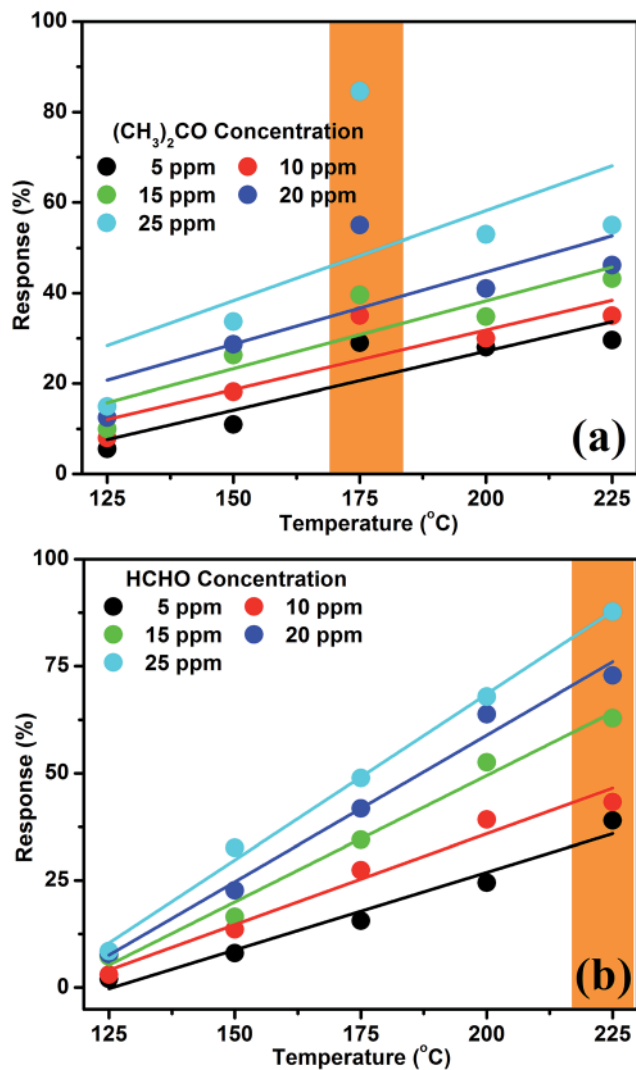 100
80
60
40
20
0
Response (%)
(CH₃)₂CO Concentration
5 ppm 10 ppm
15 ppm 20 ppm
25 ppm
(a)
125 150 175 200 225
Temperature (°C)
100
75
50
25
0
Response (%)
HCHO Concentration
5 ppm 10 ppm
15 ppm 20 ppm
25 ppm
(b)
125 150 175 200 225
Temperature (°C)